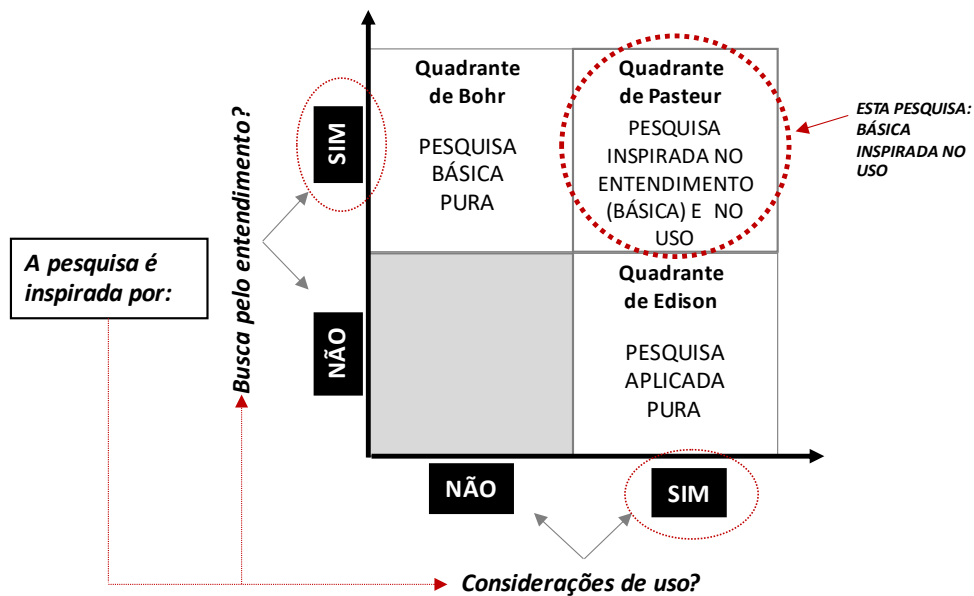 Quadrante
de Bohr
PESQUISA
BÁSICA
PURA
Quadrante
de Pasteur
PESQUISA
INSPIRADA NO
ENTENDIMENTO
(BÁSICA) E NO
USO
ESTA PESQUISA:
BÁSICA
INSPIRADA NO
USO
SIM
Busca pelo entendimento?
A pesquisa é
inspirada por:
NÃO
Quadrante
de Edison
PESQUISA
APLICADA
PURA
NÃO
SIM
Considerações de uso?